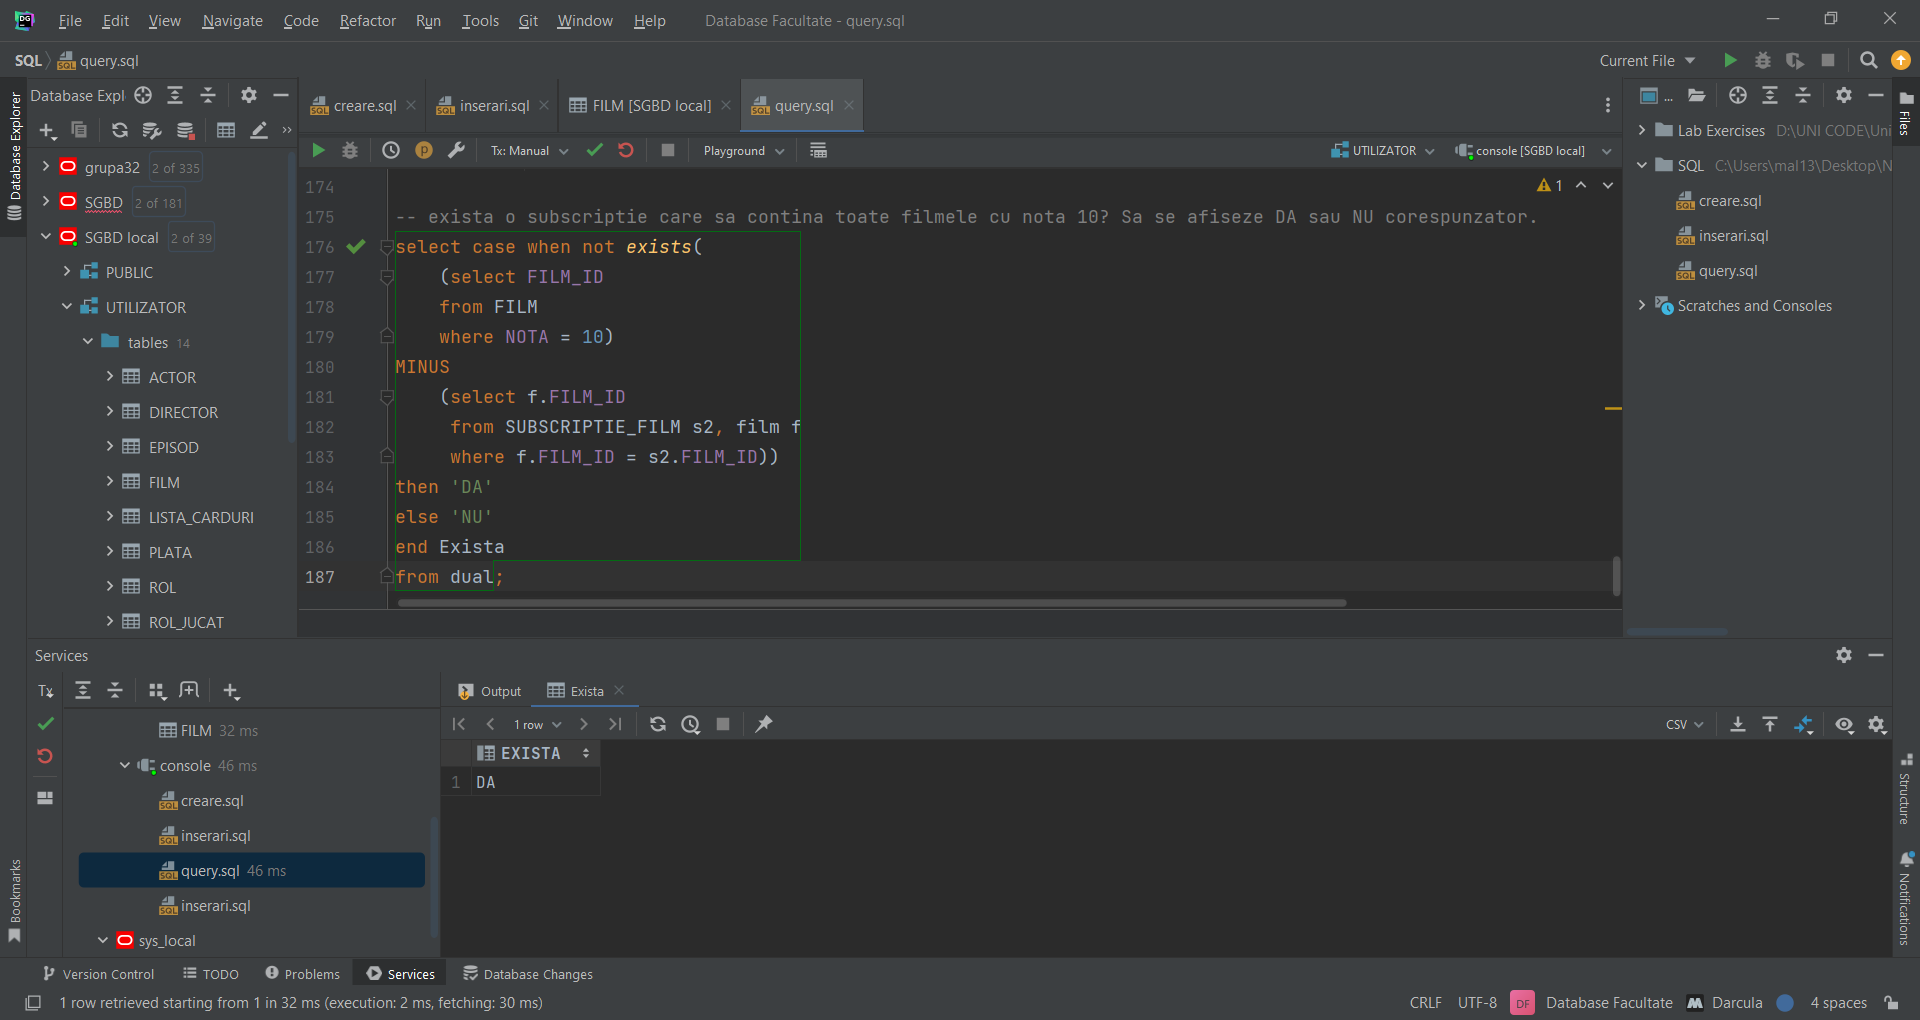 File Edit View Navigate Code Refactor Run Tools Git Window Help Database Facultate - query.sql
SQL query.sql
Current File
Database Expl
creare.sql
inserari.sql
FILM [SGBD local]
query.sql
Tx: Manual
Playground
UTILIZATOR
console [SGBD local]
Database Explorer
grupa32 2 of 335
SGBD 2 of 181
SGBD local 2 of 39
PUBLIC
UTILIZATOR
tables 14
ACTOR
DIRECTOR
EPISOD
FILM
LISTA_CARDURI
PLATA
ROL
ROL_JUCAT
174
175 -- exista o subscriptie care sa contina toate filmele cu nota 10? Sa se afiseze DA sau NU corespunzator.
176 select case when not exists(
177 (select FILM_ID
178 from FILM
179 where NOTA = 10)
180 MINUS
181 (select f.FILM_ID
182 from SUBSCRIPTIE_FILM s2, film f
183 where f.FILM_ID = s2.FILM_ID))
184 then 'DA'
185 else 'NU'
186 end Exista
187 from dual;
1
...
Files
Lab Exercises D:\UNI CODE\Uni
SQL C:\Users\mal13\Desktop\N
creare.sql
inserari.sql
query.sql
Scratches and Consoles
Services
Tx
FILM 32 ms
console 46 ms
creare.sql
inserari.sql
query.sql 46 ms
inserari.sql
sys_local
Output
Exista
1 row
CSV
EXISTA
1 DA
Bookmarks
Structure
Notifications
Version Control
TODO
Problems
Services
Database Changes
1 row retrieved starting from 1 in 32 ms (execution: 2 ms, fetching: 30 ms)
CRLF UTF-8 DF Database Facultate Darcula 4 spaces